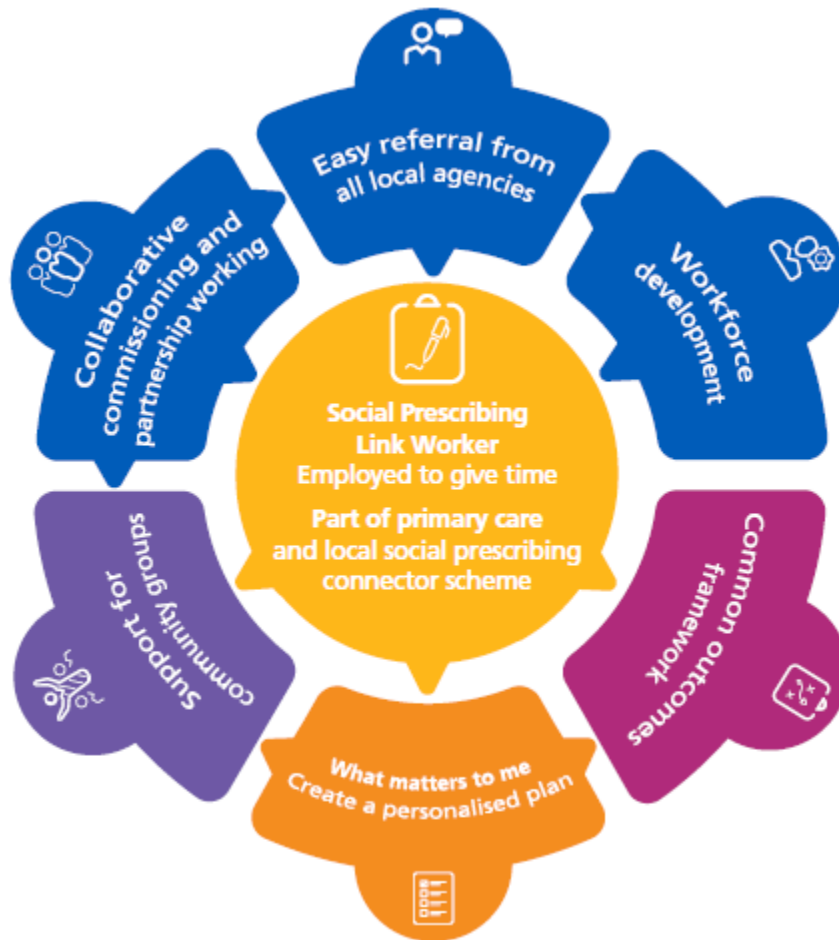 Easy referral from
all local agencies
Workforce
development
Common outcomes
framework
What matters to me
Create a personalised plan
Support for
community groups
Collaborative
commissioning and
partnership working
Social Prescribing
Link Worker
Employed to give time
Part of primary care
and local social prescribing
connector scheme